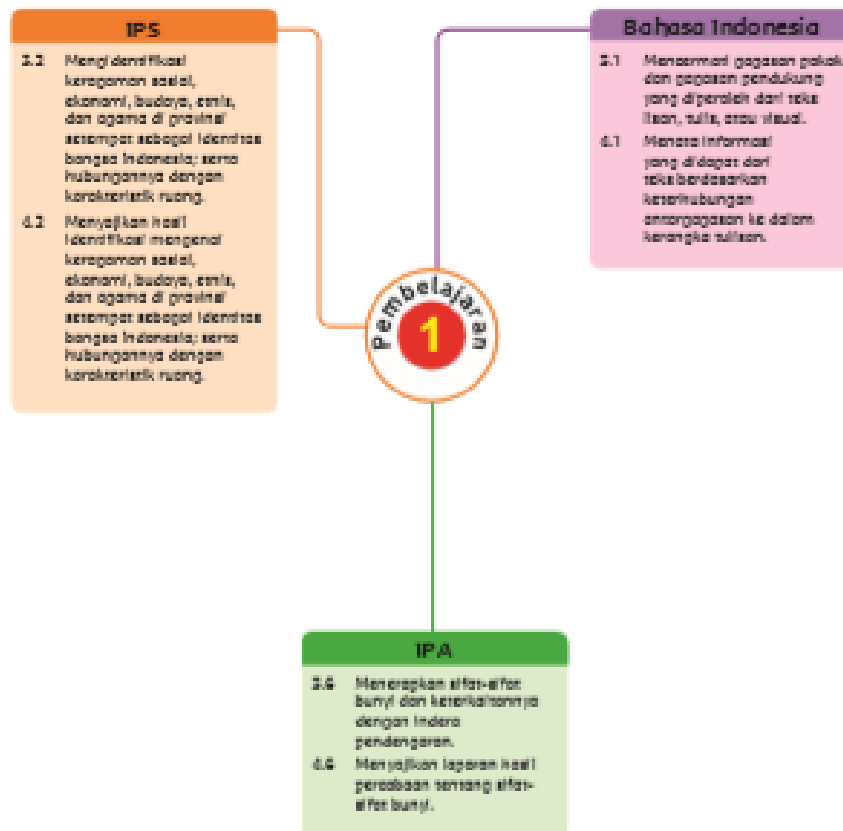 IPS
3.2 Mengidentifikasi
keragaman sosial,
ekonomi, budaya, etnis,
dan agama di provinsi
setempat sebagai identitas
bangsa Indonesia; serta
hubungannya dengan
karakteristik ruang.
4.2 Menyajikan hasil
identifikasi mengenai
keragaman sosial,
ekonomi, budaya, etnis,
dan agama di provinsi
setempat sebagai identitas
bangsa Indonesia; serta
hubungannya dengan
karakteristik ruang.
Bahasa Indonesia
3.1 Mencermati gagasan pokok
dan gagasan pendukung
yang diperoleh dari teks
lisan, tulis, atau visual.
4.1 Menata informasi
yang didapat dari
teks berdasarkan
keterhubungan
antargagasan ke dalam
kerangka tulisan.
Pembelajaran
1
IPA
3.6 Menerapkan sifat-sifat
bunyi dan keterkaitannya
dengan indera
pendengaran.
4.6 Menyajikan laporan hasil
percobaan tentang sifat-
sifat bunyi.